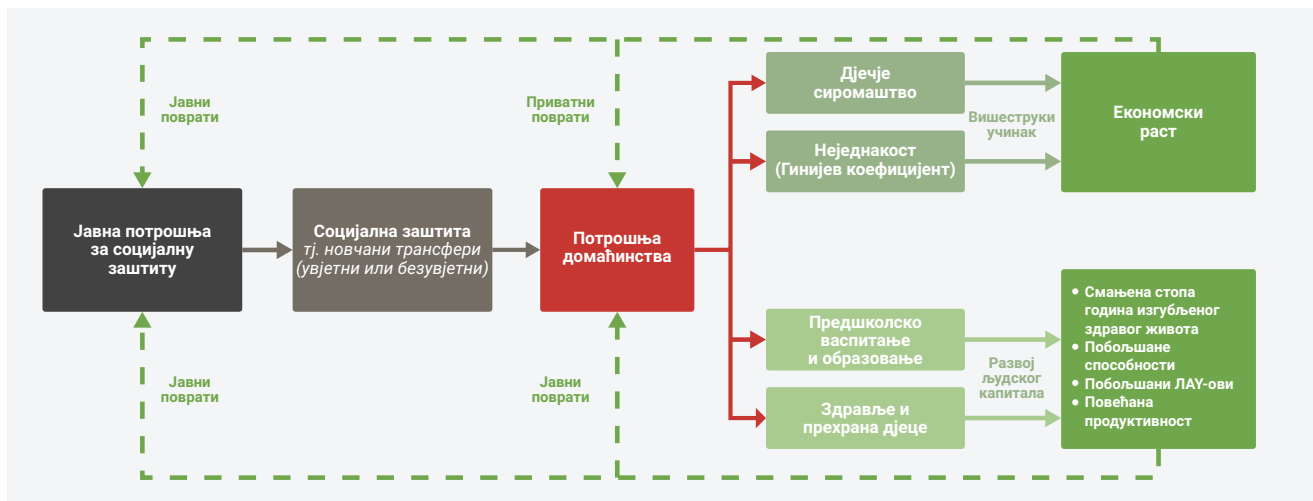 Јавни
поврати
Приватни
поврати
Дјечје
сиромаштво
Неједнакост
(Гинијев коефицијент)
Вишеструки
учинак
Економски
раст
Јавна потрошња
за социјалну
заштиту
Социјална заштита
тј. новчани трансфери
(увјетни или безувјетни)
Потрошња
домаћинства
Предшколско
васпитање
и образовање
Здравље и
прехрана дјеце
Развој
људског
капитала
• Смањена стопа
година изгубљеног
здравог живота
• Побољшане
способности
• Побољшани ЛАY-ови
• Повећана
продуктивност
Јавни
поврати
Јавни
поврати